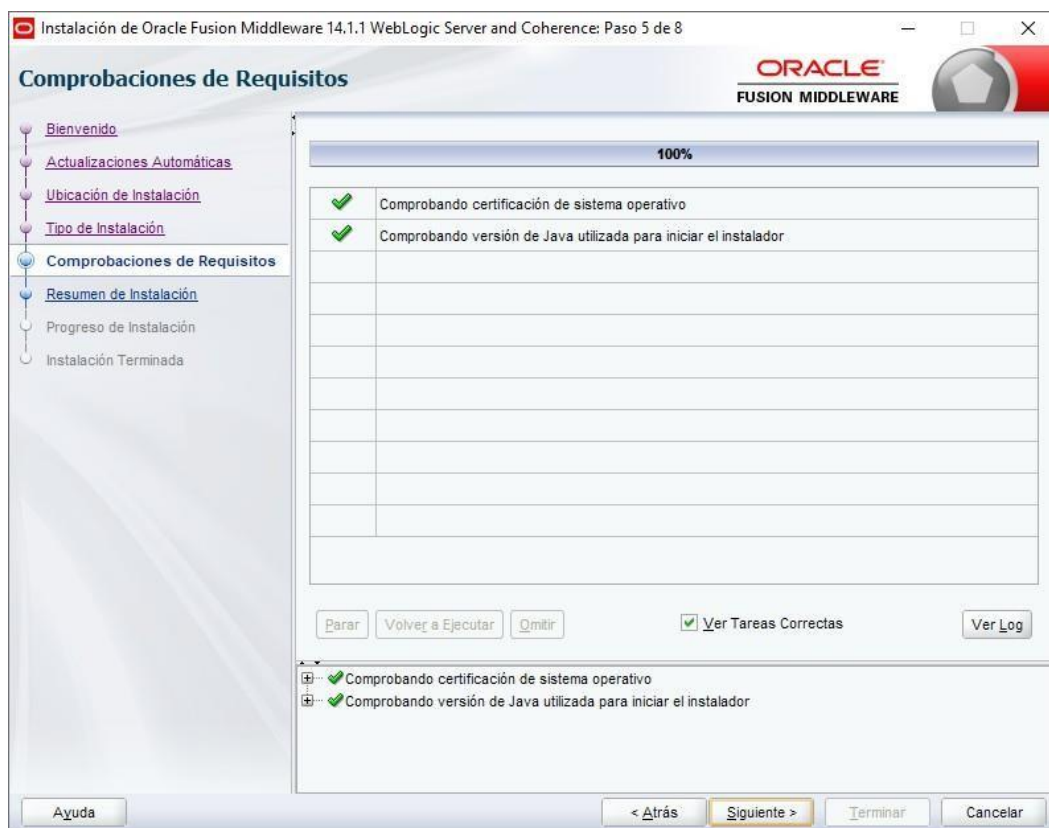 Instalación de Oracle Fusion Middleware 14.1.1 WebLogic Server and Coherence: Paso 5 de 8
Comprobaciones de Requisitos
ORACLE
FUSION MIDDLEWARE
Bienvenido
Actualizaciones Automáticas
Ubicación de Instalación
Tipo de Instalación
Comprobaciones de Requisitos
Resumen de Instalación
Progreso de Instalación
Instalación Terminada
100%
Comprobando certificación de sistema operativo
Comprobando versión de Java utilizada para iniciar el instalador
Parar Volver a Ejecutar Omitir Ver Tareas Correctas Ver Log
Comprobando certificación de sistema operativo
Comprobando versión de Java utilizada para iniciar el instalador
Ayuda < Atrás Siguiente > Terminar Cancelar